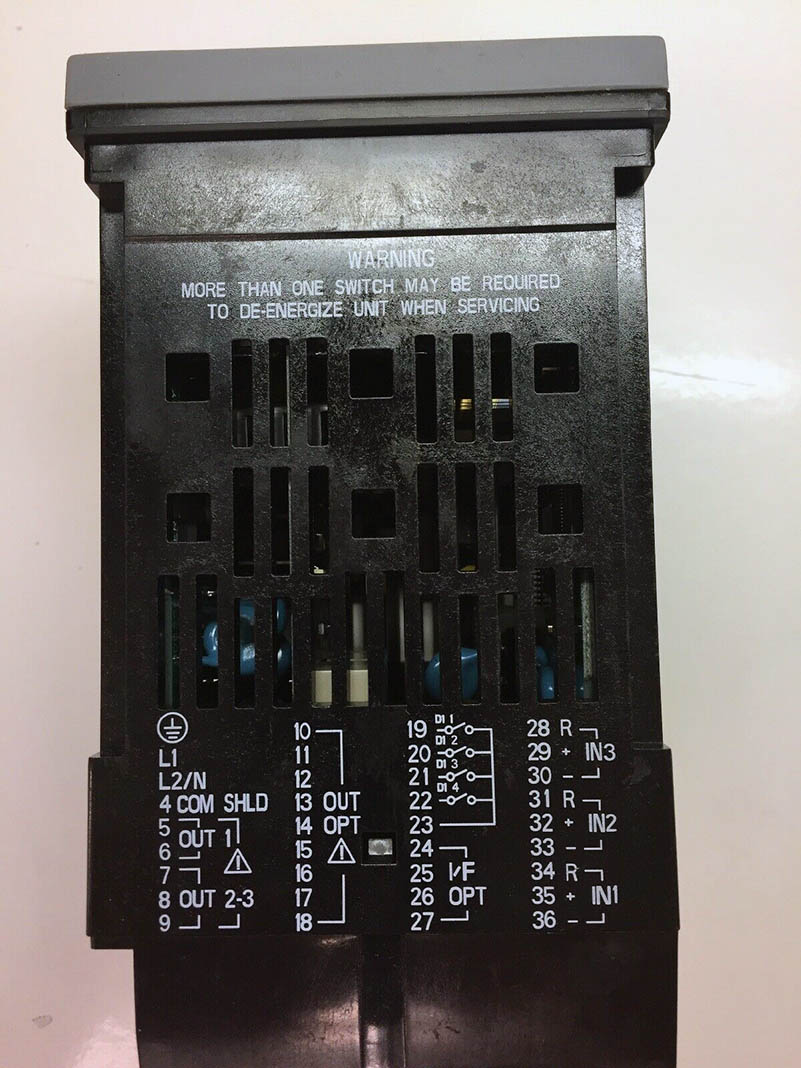 WARNING
MORE THAN ONE SWITCH MAY BE REQUIRED
TO DE-ENERGIZE UNIT WHEN SERVICING
L1
L2/N
4 COM SHLD
5
OUT 1
6
7
8 OUT 2-3
9
10
11
12
13 OUT
14 OPT
15
16
17
18
19 DI 1
20 DI 2
21 DI 3
22 DI 4
23
24
25 I/F
26 OPT
27
28 R
29 + IN3
30 -
31 R
32 + IN2
33 -
34 R
35 + IN1
36 -